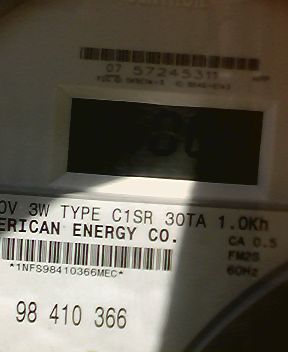 07 57245311
0V 3W TYPE C1SR 30TA 1.0Kh
ERICAN ENERGY CO.
CA 0.5
*1NFS98410366MEC*
FM2S
60Hz
98 410 366